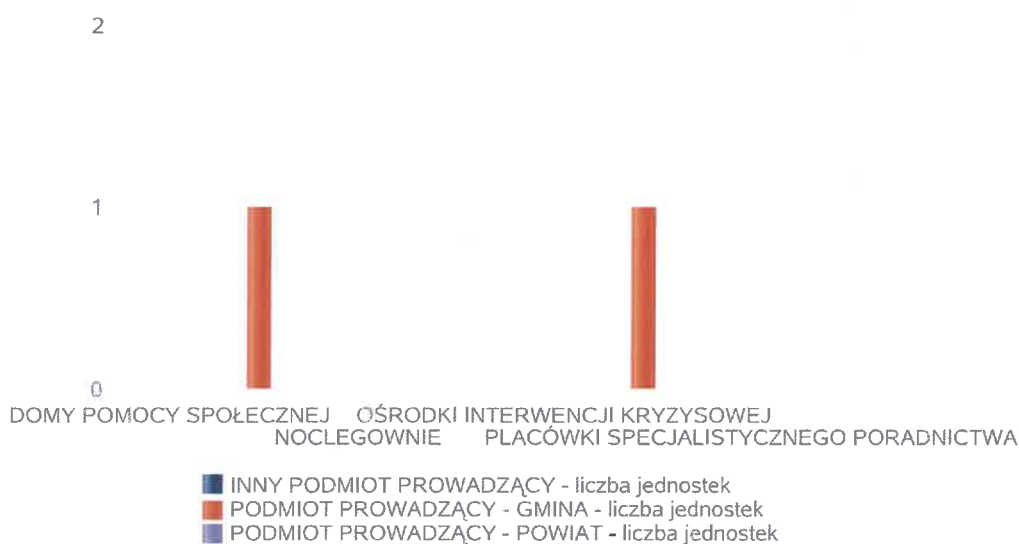 2
1
0
DOMY POMOCY SPOŁECZNEJ OŚRODKI INTERWENCJI KRYZYSOWEJ
NOCLEGOWNIE PLACÓWKI SPECJALISTYCZNEGO PORADNICTWA
INNY PODMIOT PROWADZĄCY - liczba jednostek
PODMIOT PROWADZĄCY - GMINA - liczba jednostek
PODMIOT PROWADZĄCY - POWIAT - liczba jednostek